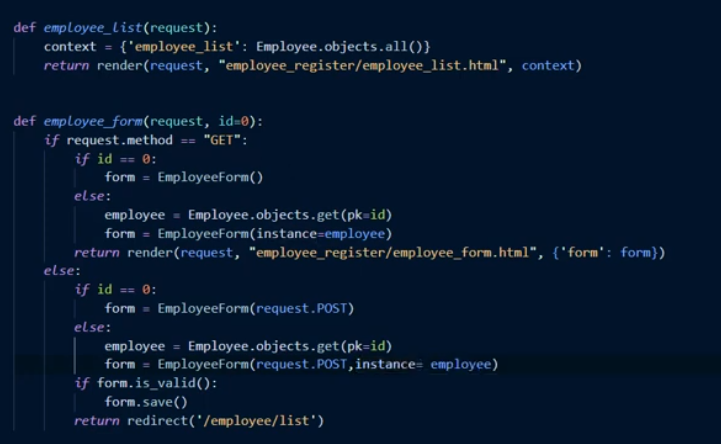 def employee_list(request):
    context = {'employee_list': Employee.objects.all()}
    return render(request, "employee_register/employee_list.html", context)
def employee_form(request, id=0):
    if request.method == "GET":
        if id == 0:
            form = EmployeeForm()
        else:
            employee = Employee.objects.get(pk=id)
            form = EmployeeForm(instance=employee)
        return render(request, "employee_register/employee_form.html", {'form': form})
    else:
        if id == 0:
            form = EmployeeForm(request.POST)
        else:
            employee = Employee.objects.get(pk=id)
            form = EmployeeForm(request.POST,instance= employee)
        if form.is_valid():
            form.save()
        return redirect('/employee/list')